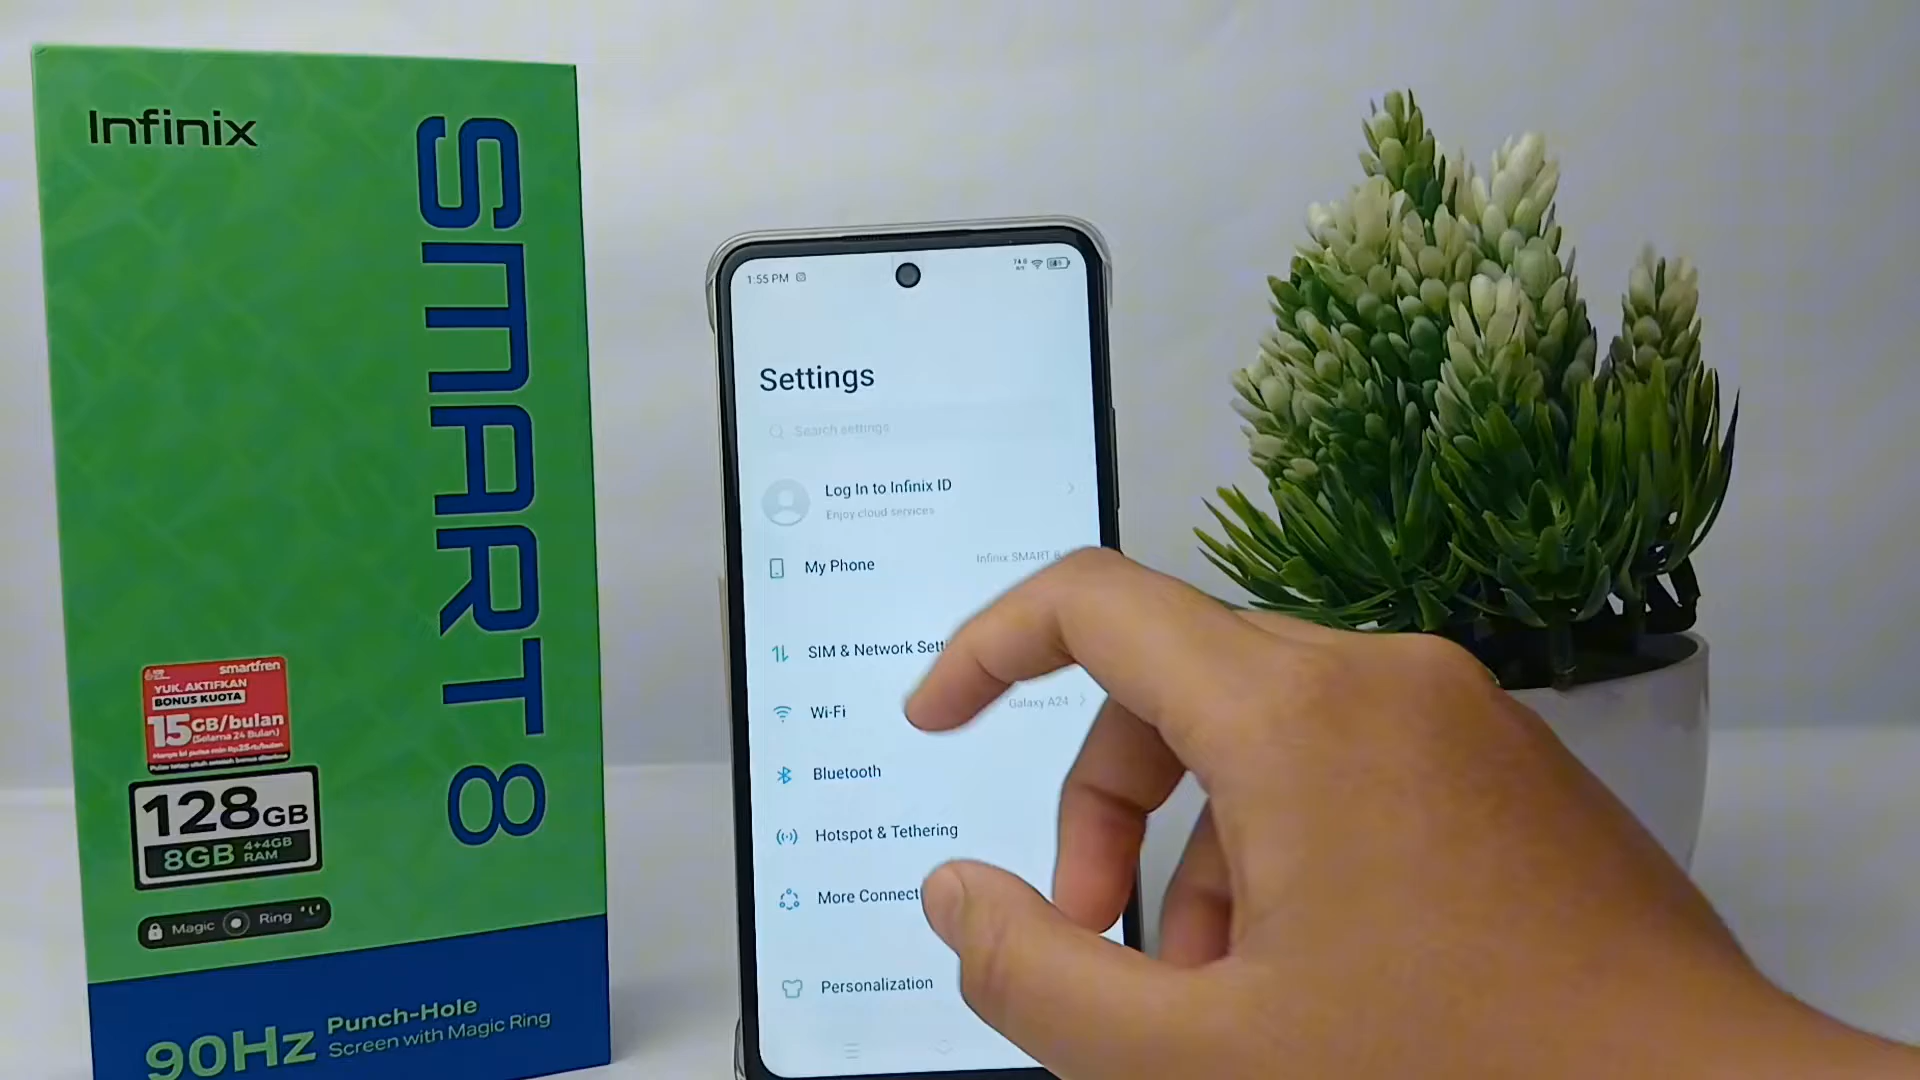 Infinix
SMART 8
smartfren
YUK, AKTIFKAN
BONUS KUOTA
15GB/bulan
(Selama 24 Bulan)
128GB
8GB 4+4GB RAM
Magic Ring
90Hz Punch-Hole
Screen with Magic Ring
1:55 PM
Settings
Search settings
Log In to Infinix ID
Enjoy cloud services
My Phone
Infinix SMART 8
SIM & Network Setti
Wi-Fi
Galaxy A24
Bluetooth
Hotspot & Tethering
More Connect
Personalization